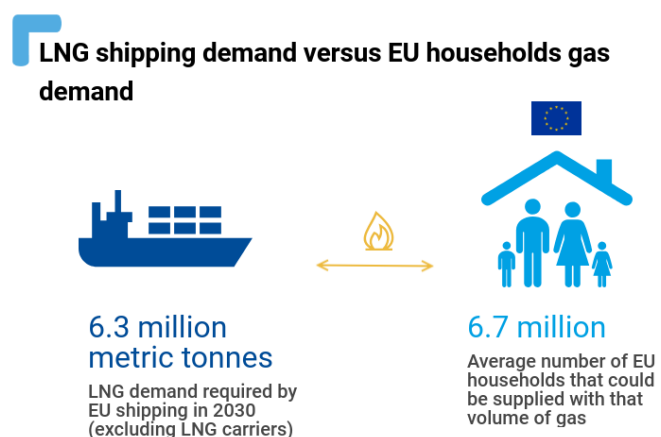 LNG shipping demand versus EU households gas
demand
6.3 million
metric tonnes
LNG demand required by
EU shipping in 2030
(excluding LNG carriers)
6.7 million
Average number of EU
households that could
be supplied with that
volume of gas